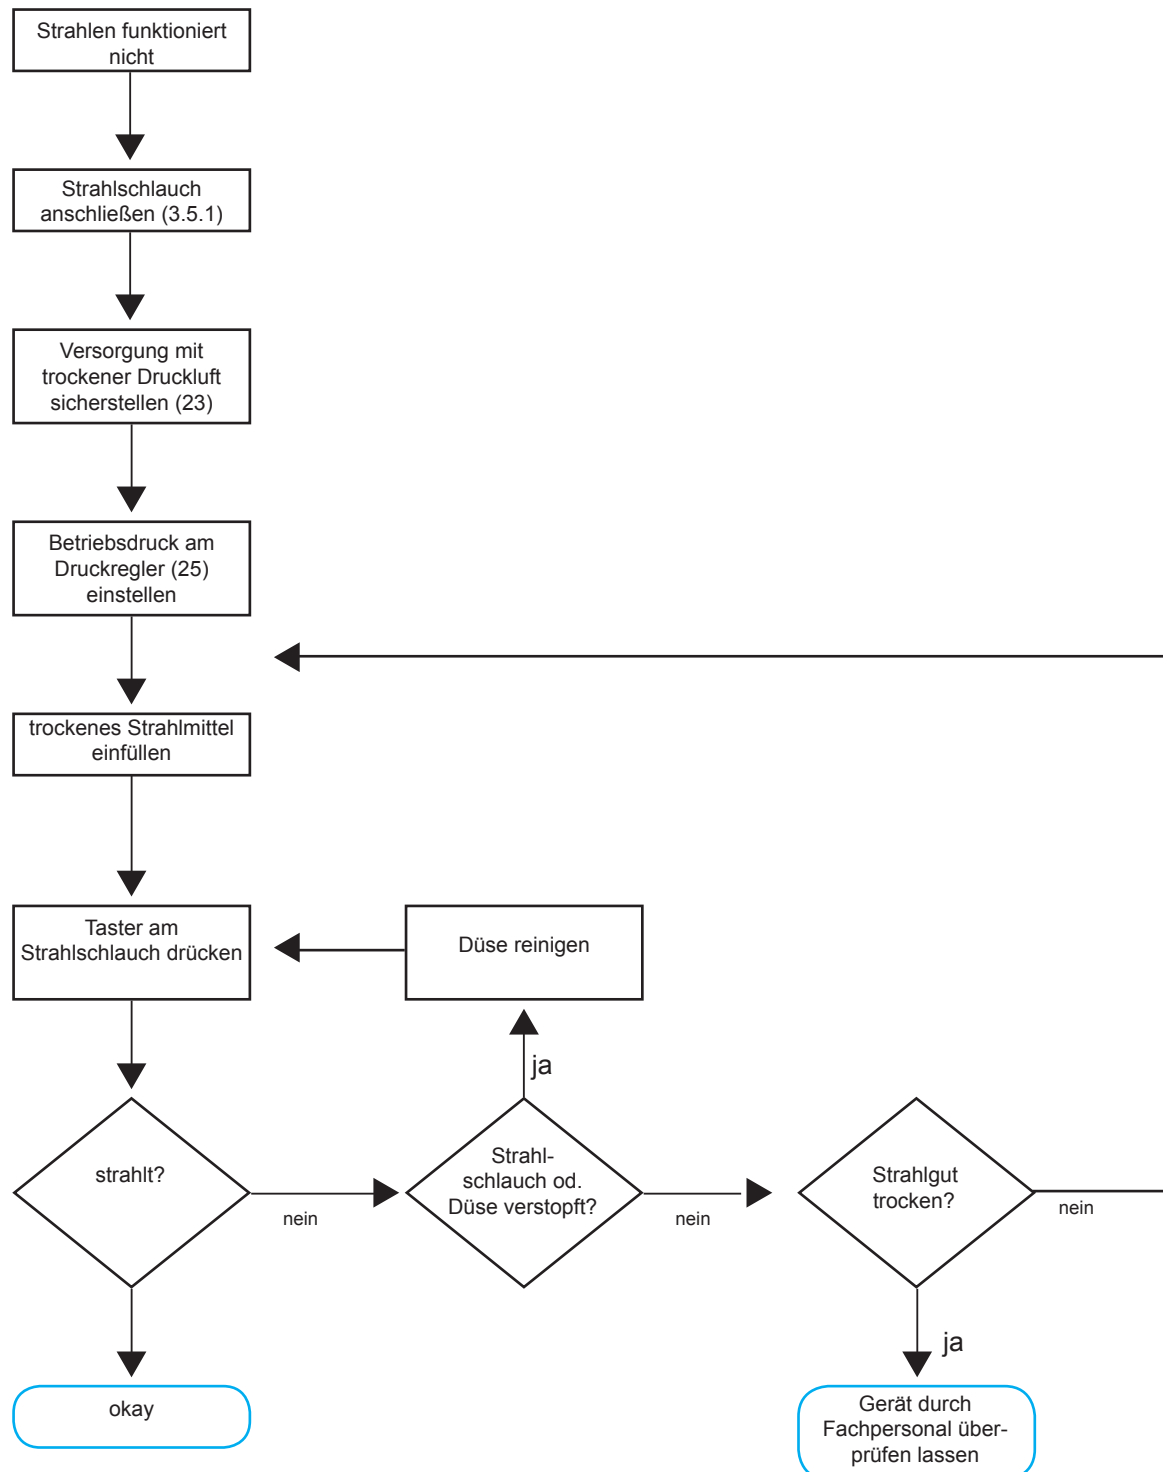 Strahlen funktioniert
nicht
Strahlschlauch
anschließen (3.5.1)
Versorgung mit
trockener Druckluft
sicherstellen (23)
Betriebsdruck am
Druckregler (25)
einstellen
trockenes Strahlmittel
einfüllen
Taster am
Strahlschlauch drücken
Düse reinigen
ja
strahlt?
nein
Strahl-
schlauch od.
Düse verstopft?
nein
Strahlgut
trocken?
nein
ja
okay
Gerät durch
Fachpersonal über-
prüfen lassen